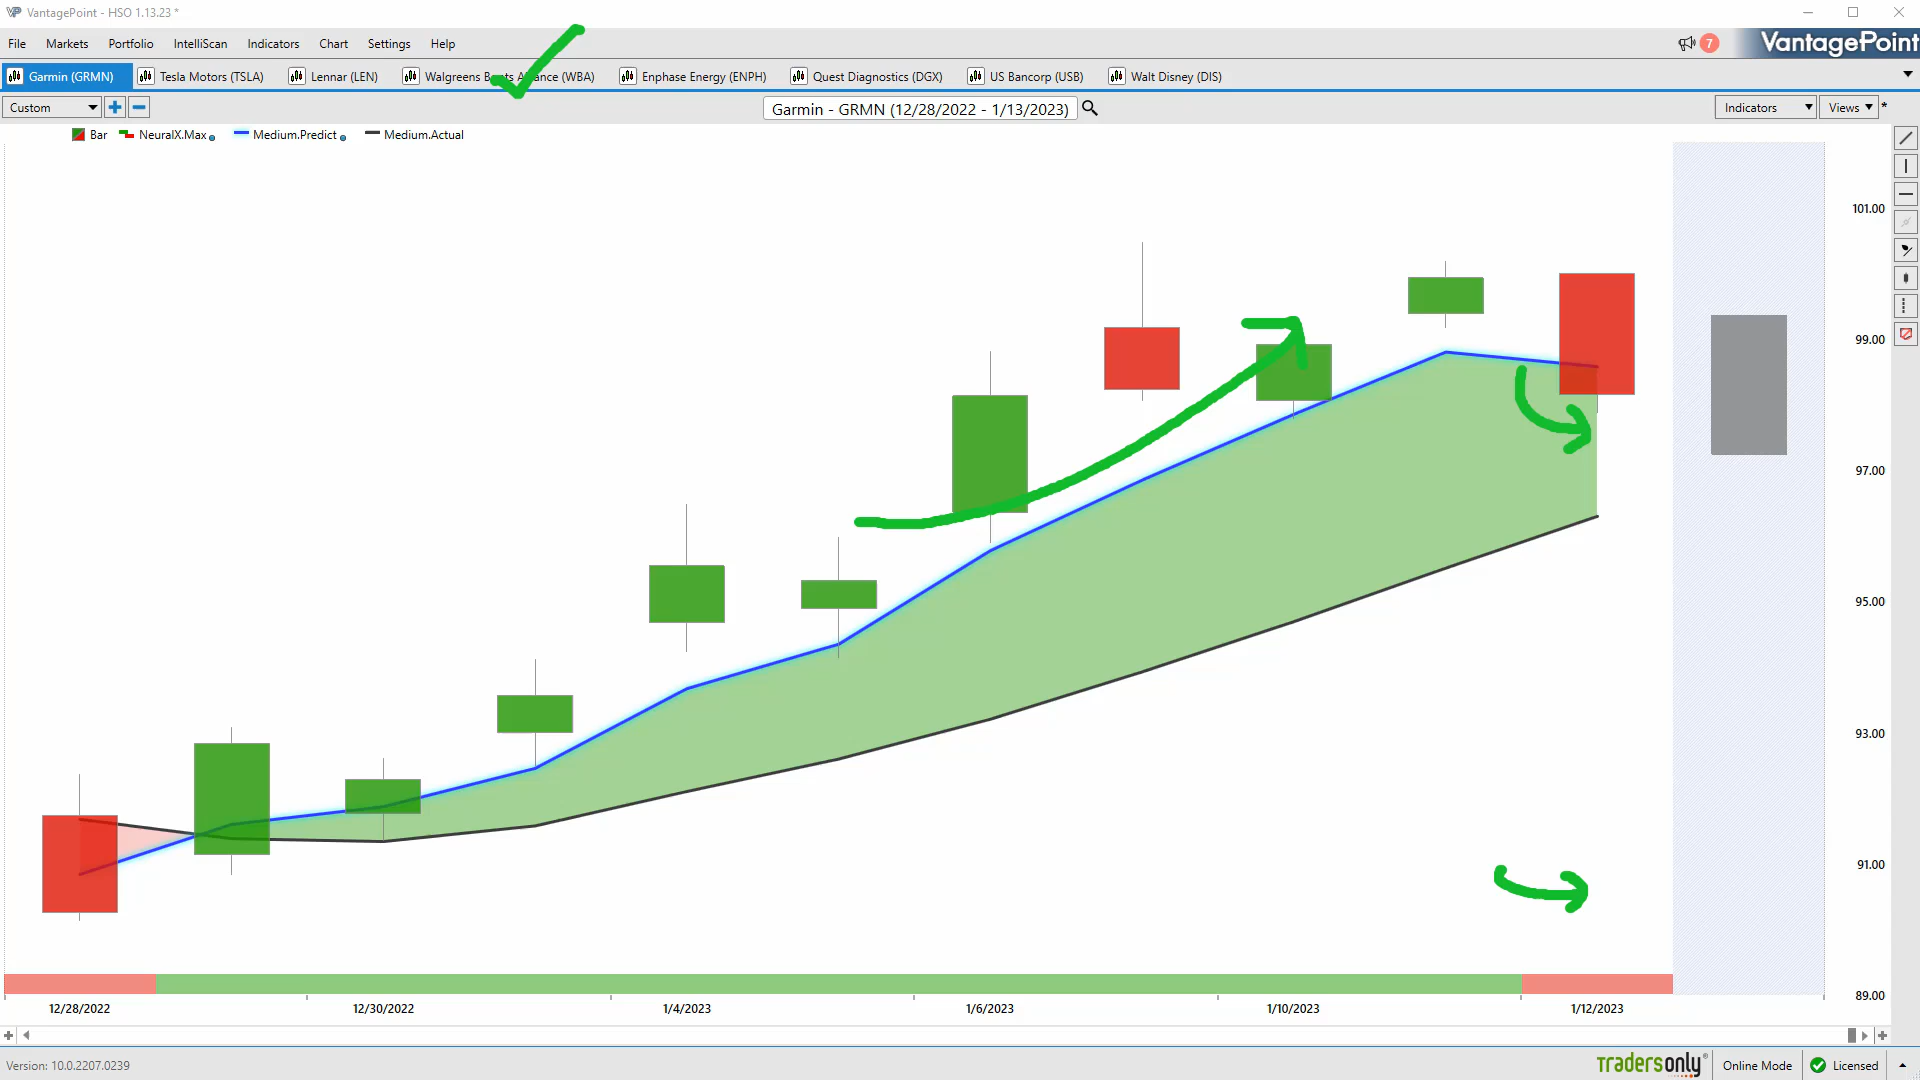 VantagePoint - HSO 1.13.23 *
File Markets Portfolio IntelliScan Indicators Chart Settings Help 7 VantagePoint
Garmin (GRMN) Tesla Motors (TSLA) Lennar (LEN) Walgreens Boots Alliance (WBA) Enphase Energy (ENPH) Quest Diagnostics (DGX) US Bancorp (USB) Walt Disney (DIS)
Custom Garmin - GRMN (12/28/2022 - 1/13/2023) Indicators Views *
Bar NeuralX.Max Medium.Predict Medium.Actual
101.00
99.00
97.00
95.00
93.00
91.00
89.00
12/28/2022 12/30/2022 1/4/2023 1/6/2023 1/10/2023 1/12/2023
Version: 10.0.2207.0239 tradersonly® Online Mode Licensed